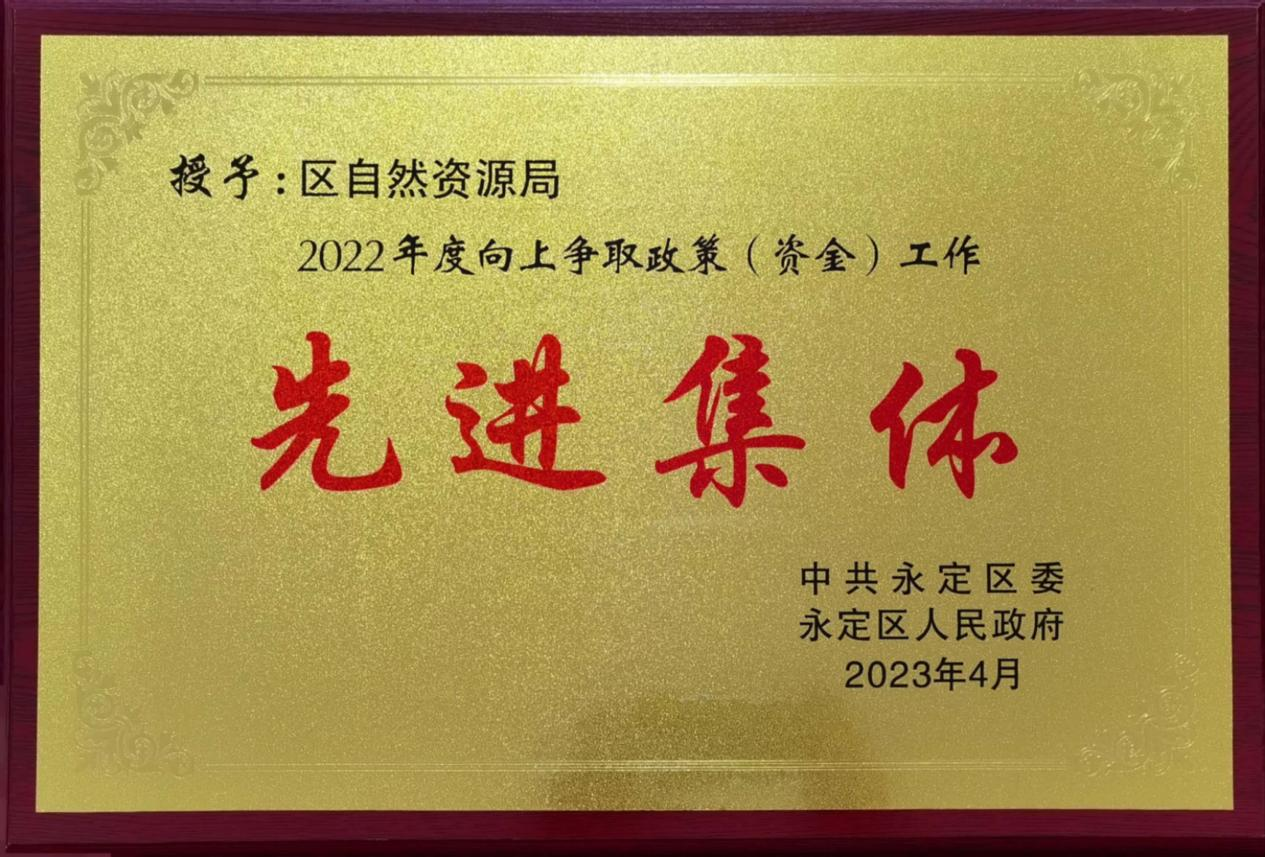 授予：区自然资源局
2022年度向上争取政策（资金）工作
先进集体
中共永定区委
永定区人民政府
2023年4月